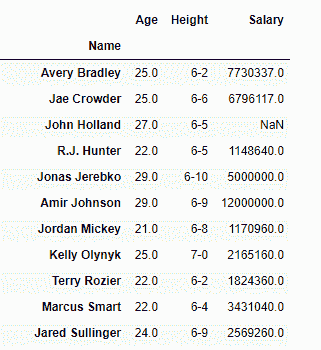 Age Height Salary
Name
Avery Bradley 25.0 6-2 7730337.0
Jae Crowder 25.0 6-6 6796117.0
John Holland 27.0 6-5 NaN
R.J. Hunter 22.0 6-5 1148640.0
Jonas Jerebko 29.0 6-10 5000000.0
Amir Johnson 29.0 6-9 12000000.0
Jordan Mickey 21.0 6-8 1170960.0
Kelly Olynyk 25.0 7-0 2165160.0
Terry Rozier 22.0 6-2 1824360.0
Marcus Smart 22.0 6-4 3431040.0
Jared Sullinger 24.0 6-9 2569260.0